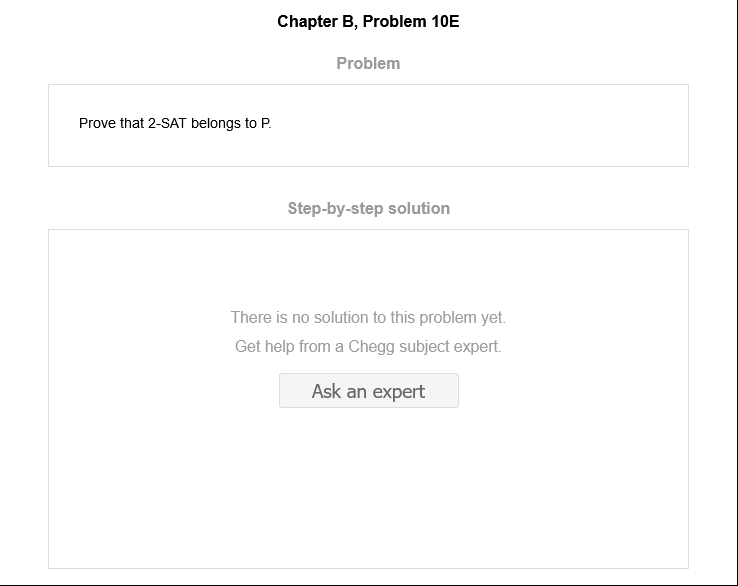 Chapter B, Problem 10E
Problem
Prove that 2-SAT belongs to P.
Step-by-step solution
There is no solution to this problem yet.
Get help from a Chegg subject expert.
Ask an expert